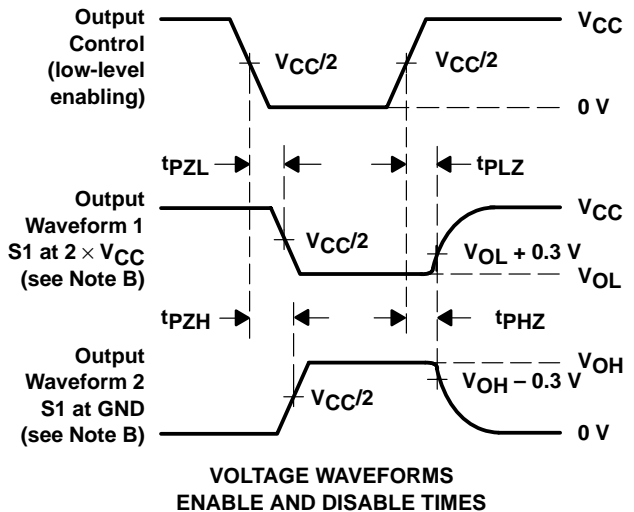 Output
Control
(low-level
enabling)
VCC/2
VCC/2
VCC
0 V
tPZL
tPLZ
Output
Waveform 1
S1 at 2 × VCC
(see Note B)
VCC/2
VCC
VOL + 0.3 V
VOL
tPZH
tPHZ
Output
Waveform 2
S1 at GND
(see Note B)
VCC/2
VOH
VOH – 0.3 V
0 V
VOLTAGE WAVEFORMS
ENABLE AND DISABLE TIMES